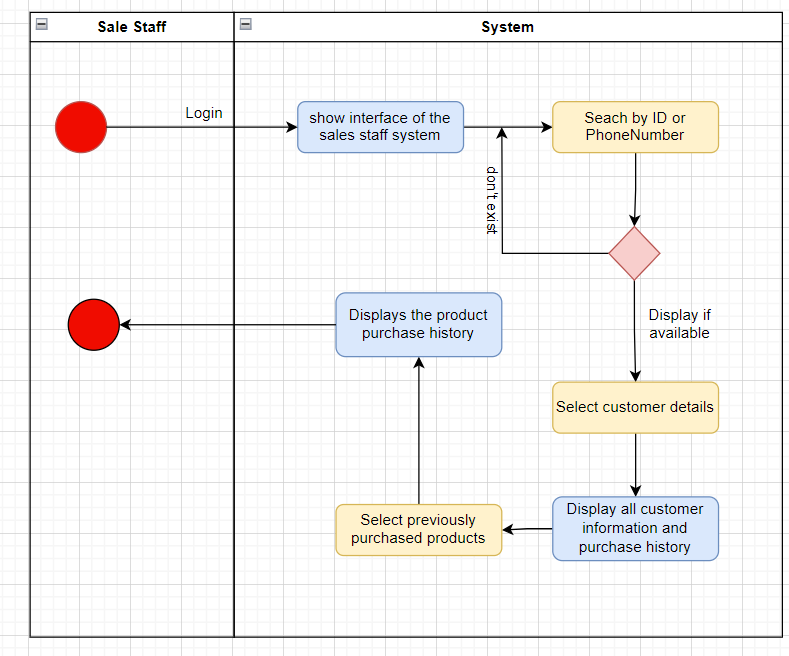 Sale Staff
System
Login
show interface of the
sales staff system
Seach by ID or
PhoneNumber
don't exist
Display if
available
Displays the product
purchase history
Select customer details
Display all customer
information and
purchase history
Select previously
purchased products